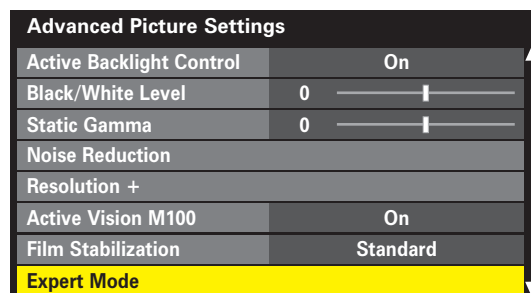 Advanced Picture Settings
Active Backlight Control On
Black/White Level 0
Static Gamma 0
Noise Reduction
Resolution +
Active Vision M100 On
Film Stabilization Standard
Expert Mode